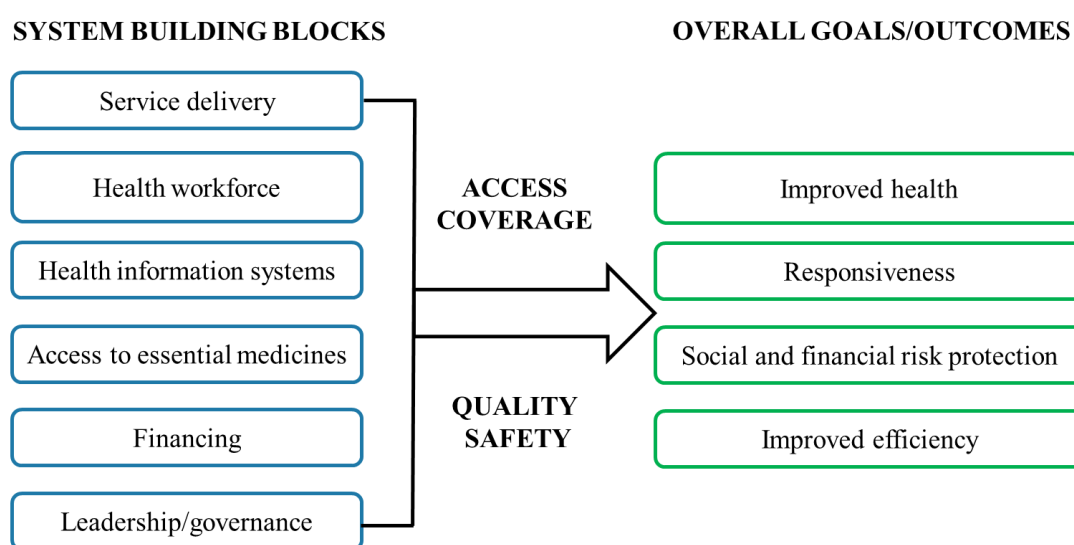 SYSTEM BUILDING BLOCKS
Service delivery
Health workforce
Health information systems
Access to essential medicines
Financing
Leadership/governance
ACCESS
COVERAGE
QUALITY
SAFETY
OVERALL GOALS/OUTCOMES
Improved health
Responsiveness
Social and financial risk protection
Improved efficiency